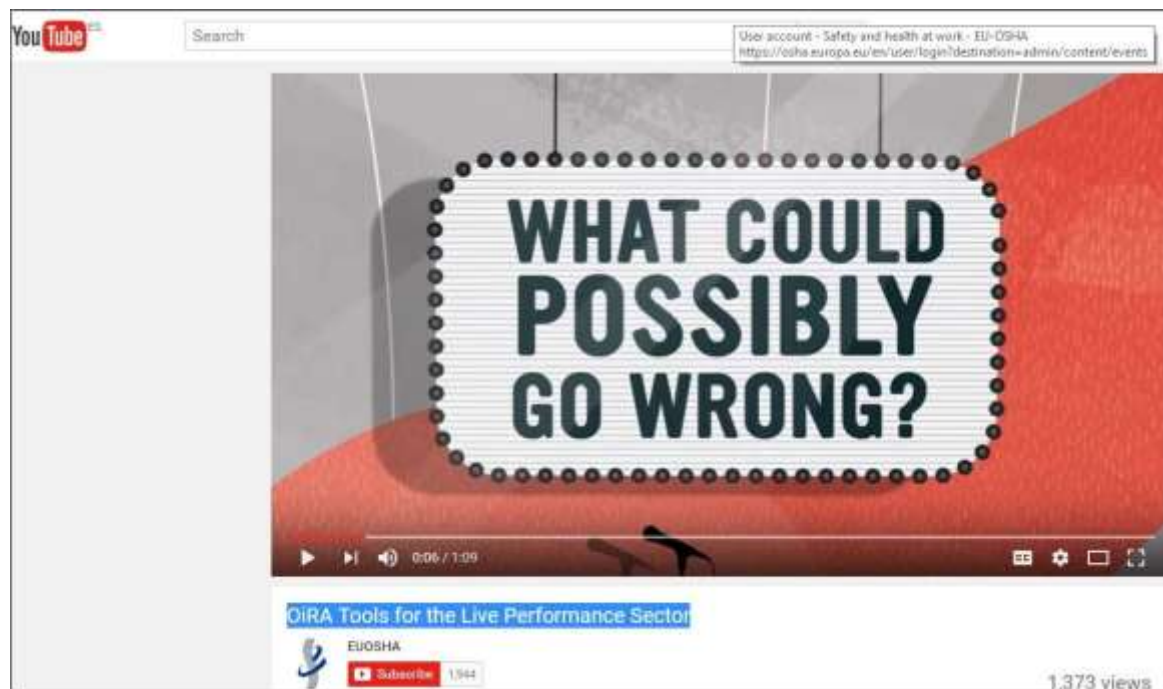 YouTube ES
Search
User account - Safety and health at work - EU-OSHA
https://osha.europa.eu/en/user/login?destination=admin/content/events
WHAT COULD
POSSIBLY
GO WRONG?
0:06 / 1:09
CC
OiRA Tools for the Live Performance Sector
EUOSHA
Subscribe 1,944
1,373 views